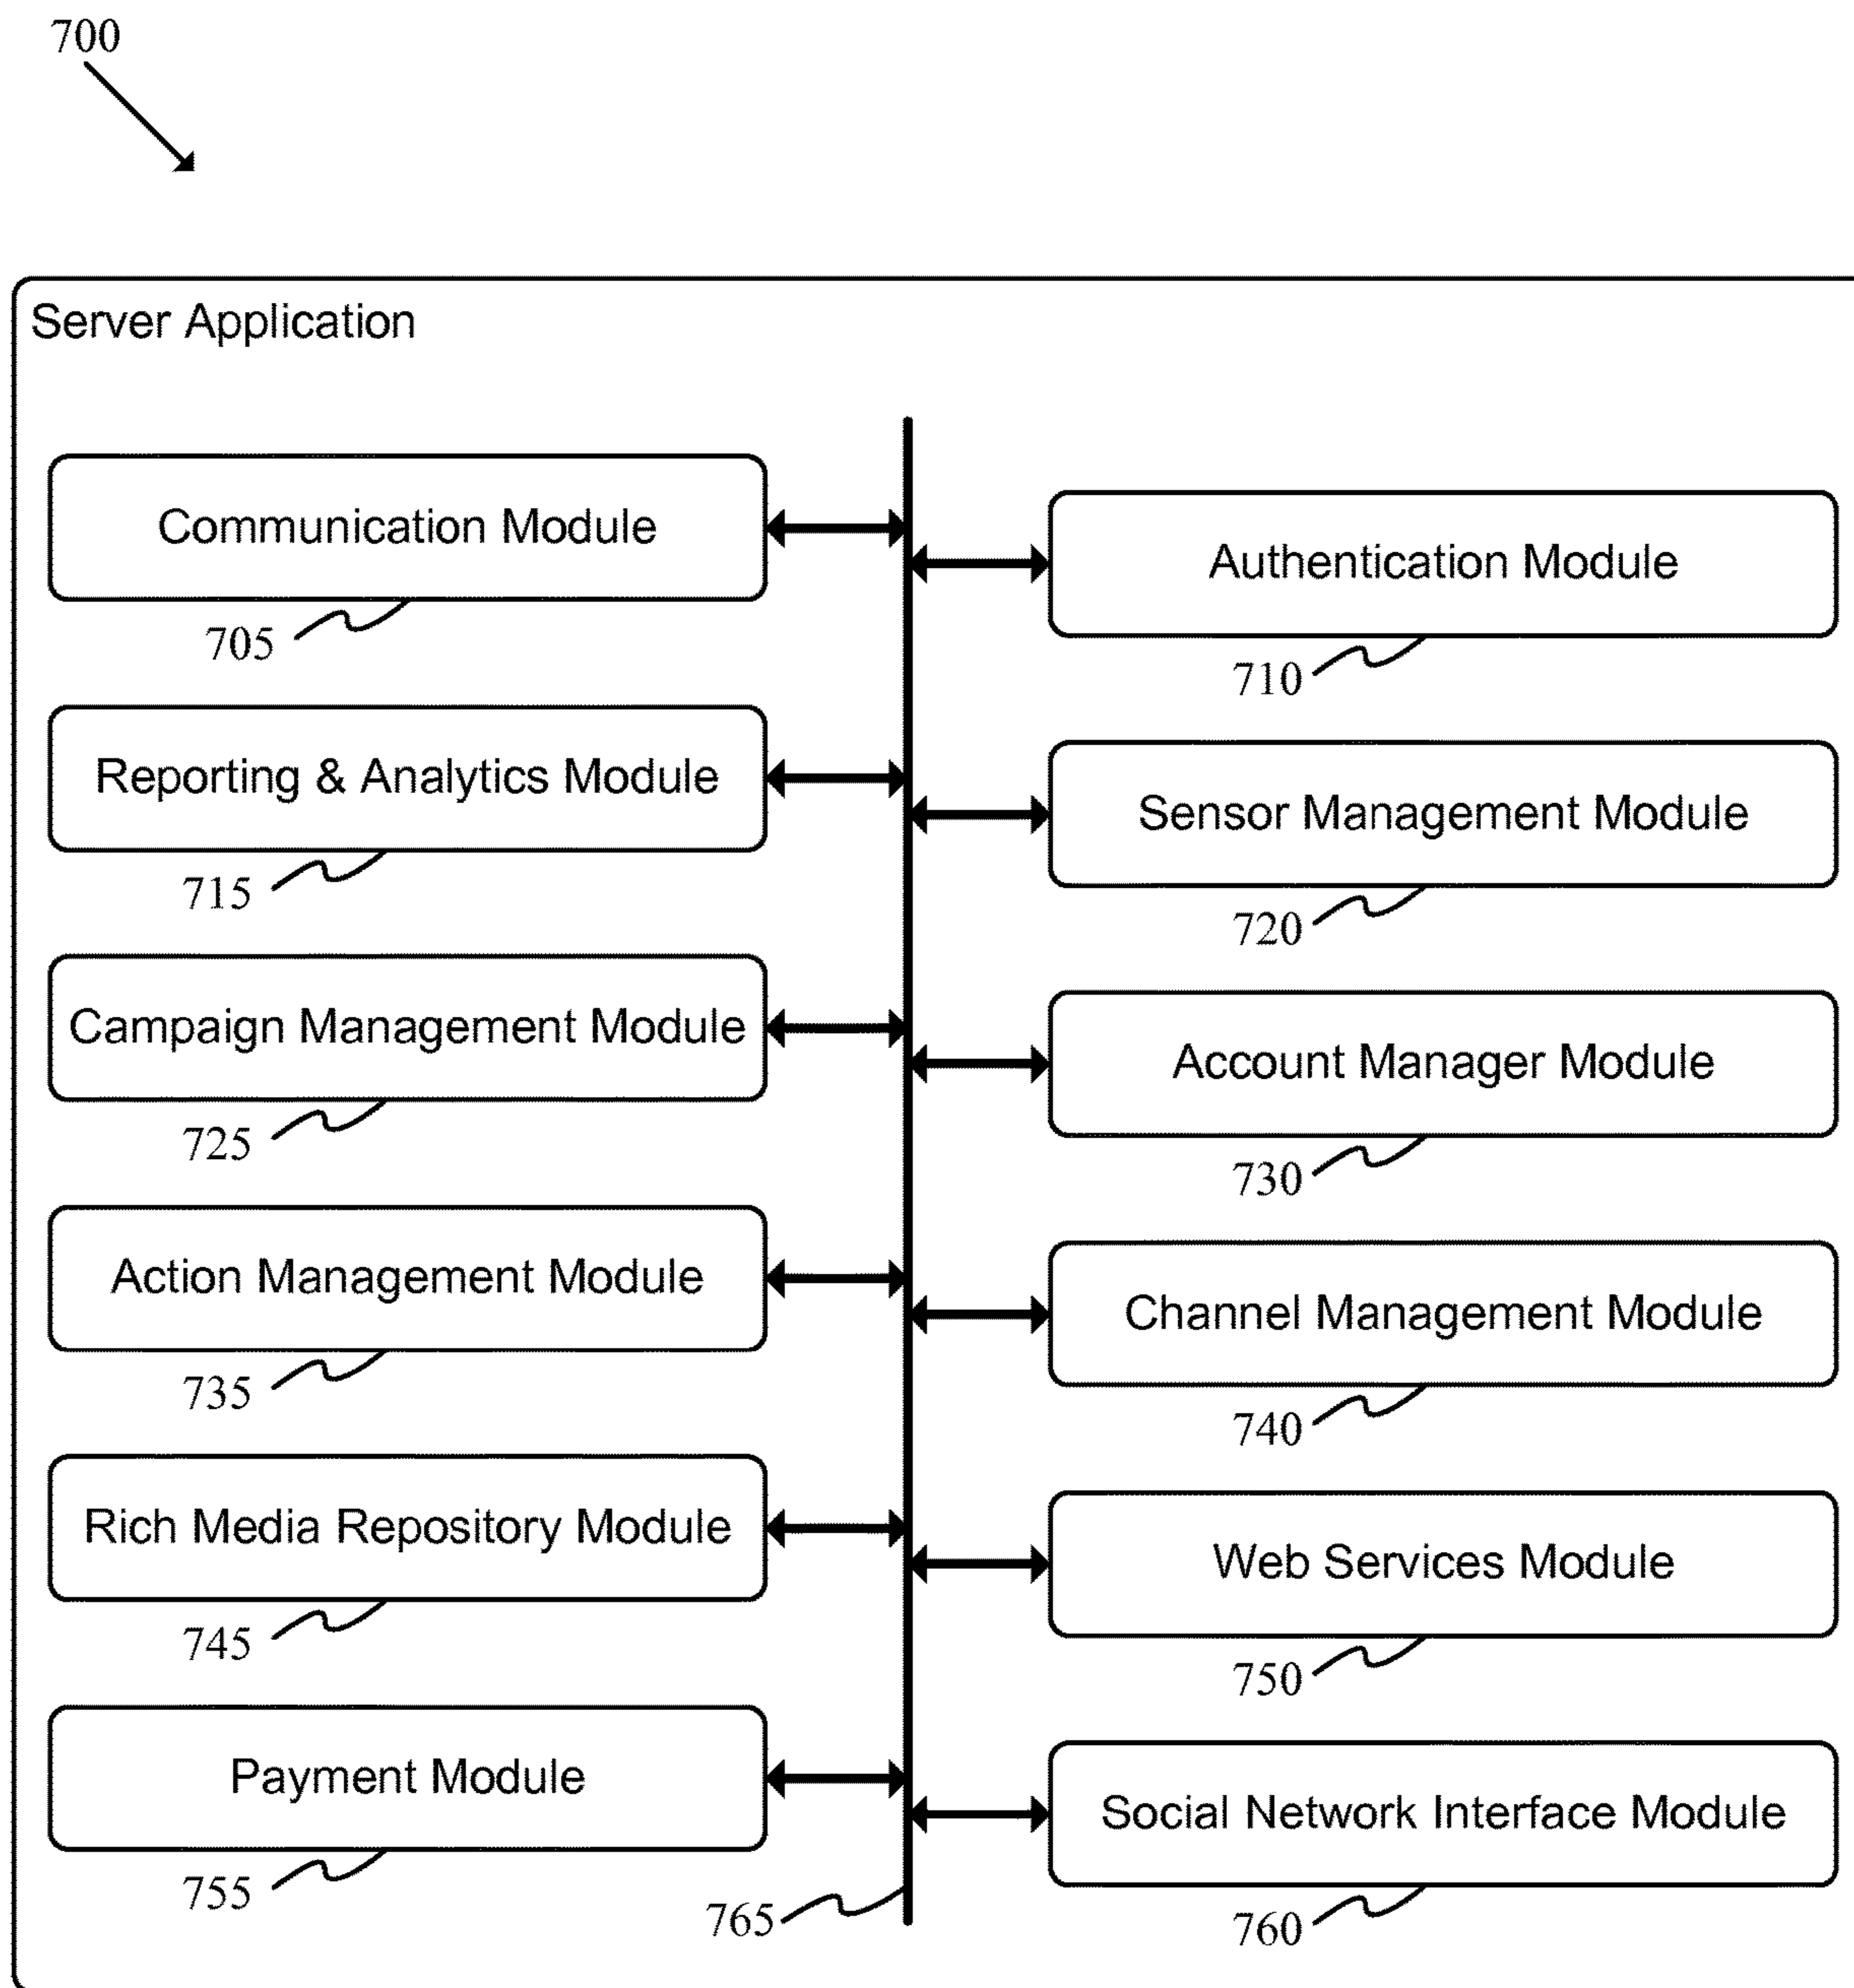 700
Server Application
Communication Module
705
Authentication Module
710
Reporting & Analytics Module
715
Sensor Management Module
720
Campaign Management Module
725
Account Manager Module
730
Action Management Module
735
Channel Management Module
740
Rich Media Repository Module
745
Web Services Module
750
Payment Module
755
Social Network Interface Module
760
765